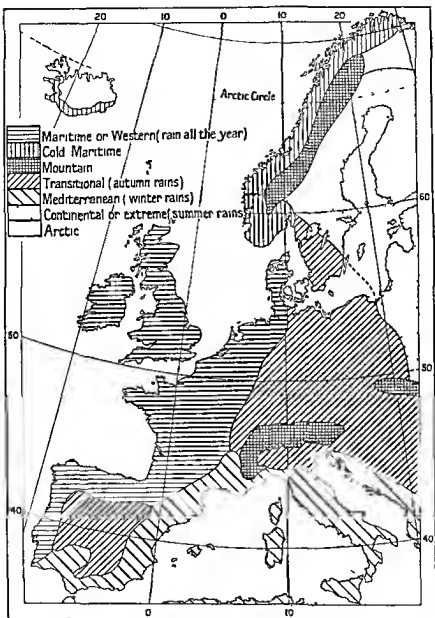 20 10 0 10 20
Arctic Circle
Maritime or Western (rain all the year)
Cold Maritime
Mountain
Transitional (autumn rains)
Mediterranean (winter rains)
Continental or extreme (summer rains)
Arctic
60 60
50 50
40 40
0 10